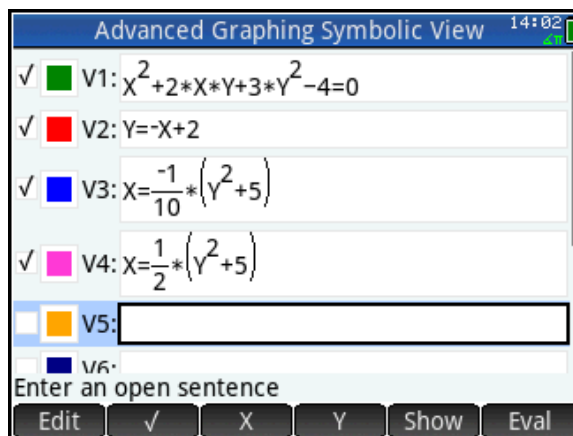 Advanced Graphing Symbolic View 14:02
∠π
√ V1: X²+2*X*Y+3*Y²−4=0
√ V2: Y=-X+2
√ V3: X=-1/10*(Y²+5)
√ V4: X=1/2*(Y²+5)
V5:
V6:
Enter an open sentence
Edit √ X Y Show Eval